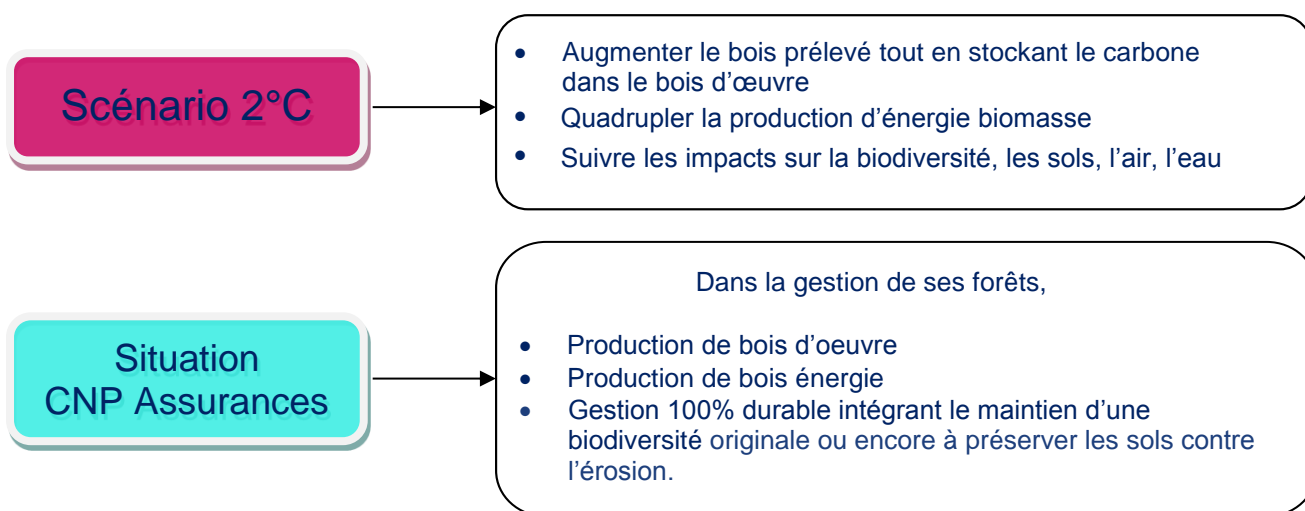 Scénario 2°C
• Augmenter le bois prélevé tout en stockant le carbone
dans le bois d’œuvre
• Quadrupler la production d’énergie biomasse
• Suivre les impacts sur la biodiversité, les sols, l’air, l’eau
Situation
CNP Assurances
Dans la gestion de ses forêts,
• Production de bois d’oeuvre
• Production de bois énergie
• Gestion 100% durable intégrant le maintien d’une
biodiversité originale ou encore à préserver les sols contre
l’érosion.